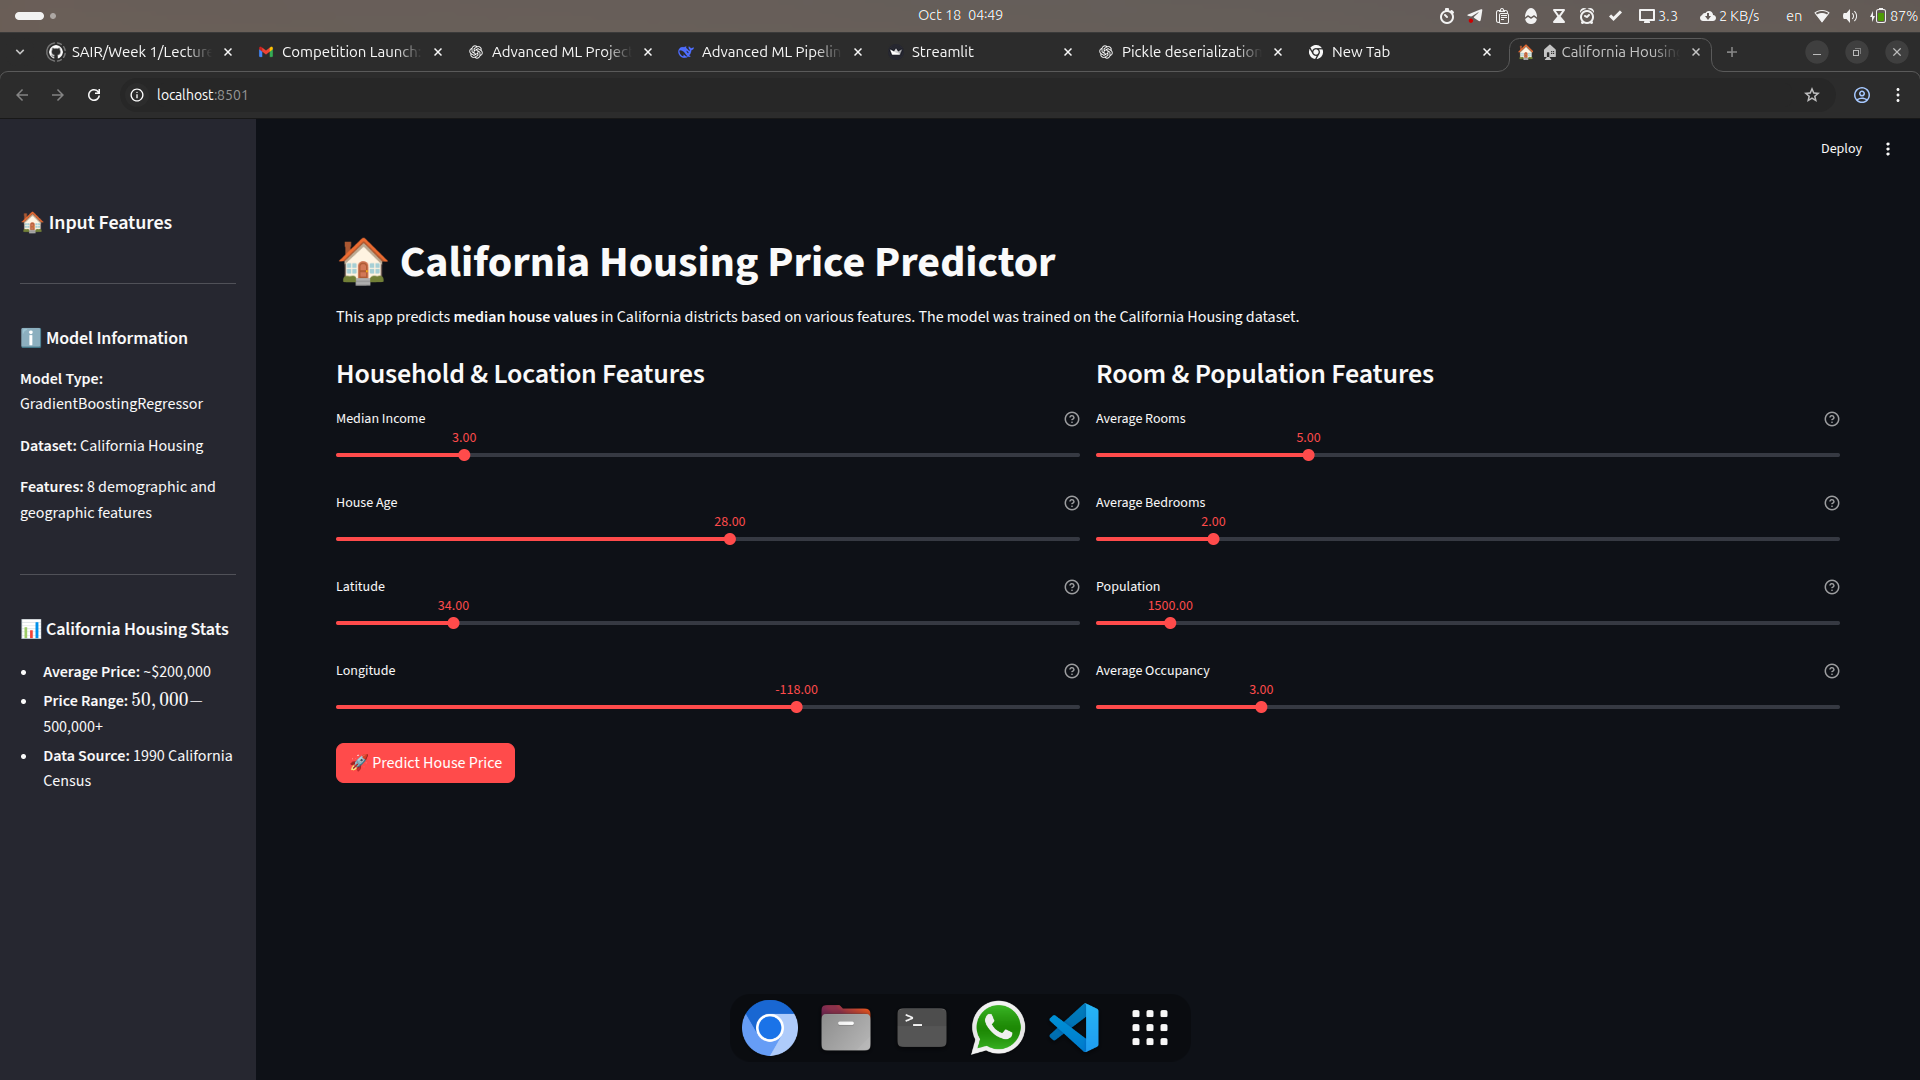 Oct 18 04:49
3.3
2 KB/s
en
87%
SAIR/Week 1/Lecture
Competition Launch
Advanced ML Projec
Advanced ML Pipelin
Streamlit
Pickle deserialization
New Tab
California Housin
localhost:8501
Deploy
Input Features
Model Information
Model Type:
GradientBoostingRegressor
Dataset: California Housing
Features: 8 demographic and
geographic features
California Housing Stats
• Average Price: ~$200,000
• Price Range: 50,000−
500,000+
• Data Source: 1990 California
Census
California Housing Price Predictor
This app predicts median house values in California districts based on various features. The model was trained on the California Housing dataset.
Household & Location Features
Median Income
3.00
House Age
28.00
Latitude
34.00
Longitude
-118.00
Room & Population Features
Average Rooms
5.00
Average Bedrooms
2.00
Population
1500.00
Average Occupancy
3.00
Predict House Price